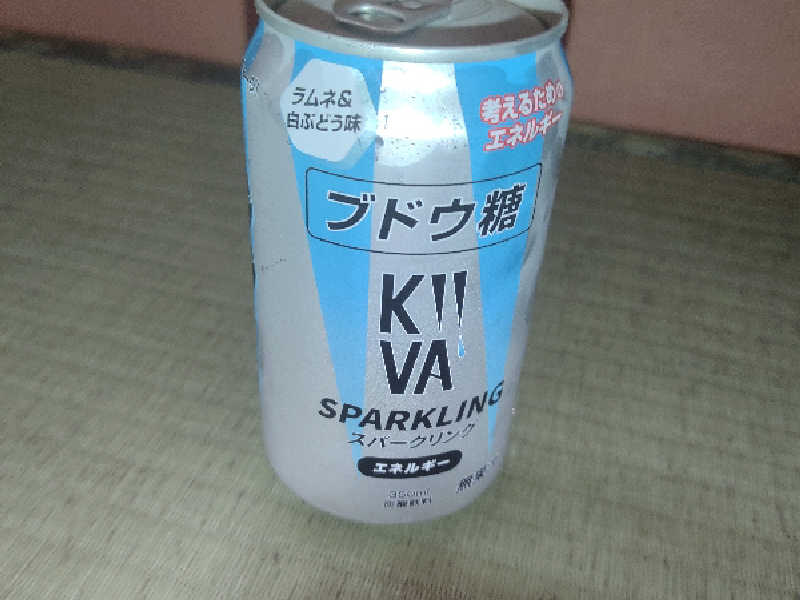 ラムネ&
白ぶどう味
考えるための
エネルギー
ブドウ糖
KII
VA
SPARKLING
スパークリング
エネルギー
350ml
炭酸飲料